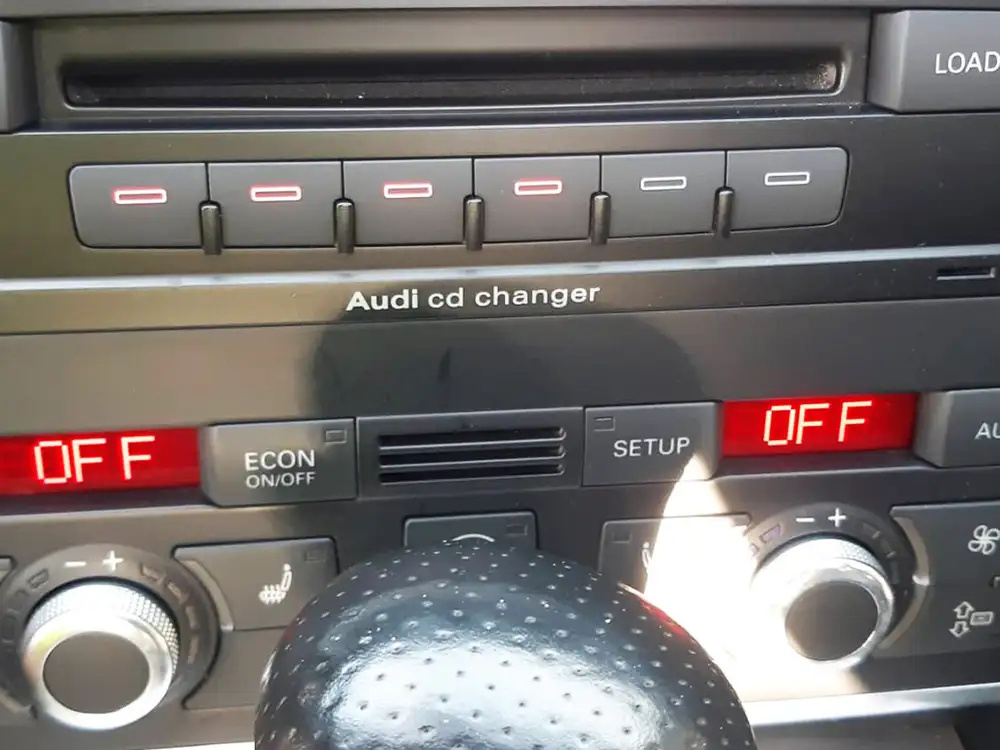 LOAD
Audi cd changer
OFF
ECON
ON/OFF
SETUP
OFF
AU
- +
- +